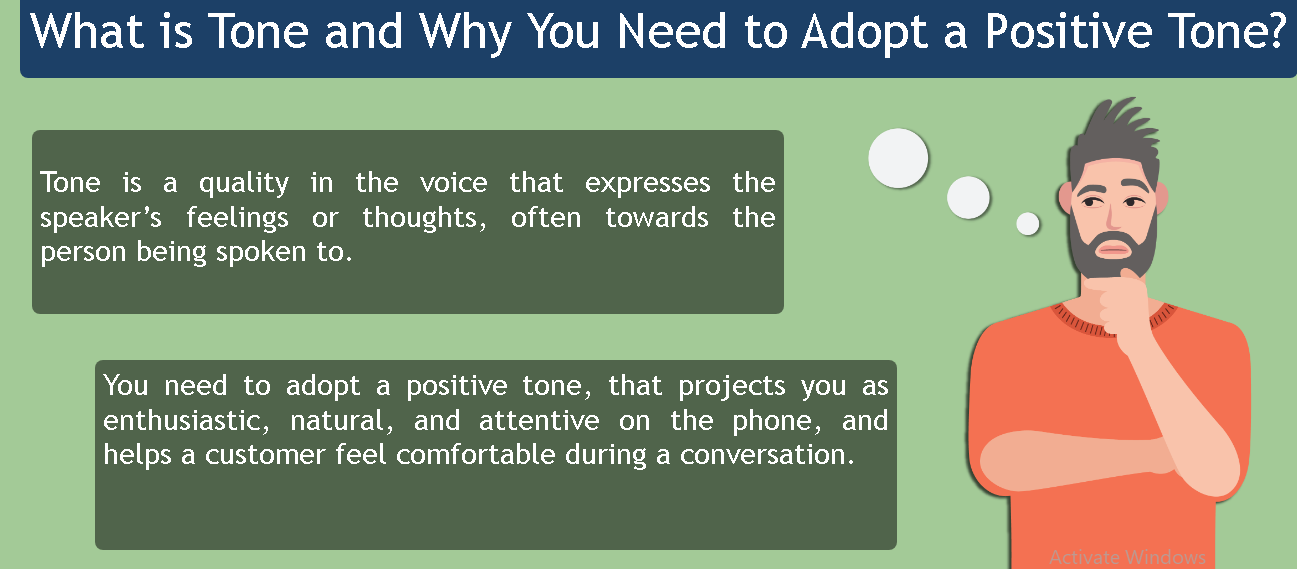 What is Tone and Why You Need to Adopt a Positive Tone?
Tone is a quality in the voice that expresses the
speaker’s feelings or thoughts, often towards the
person being spoken to.
You need to adopt a positive tone, that projects you as
enthusiastic, natural, and attentive on the phone, and
helps a customer feel comfortable during a conversation.
Activate Windows